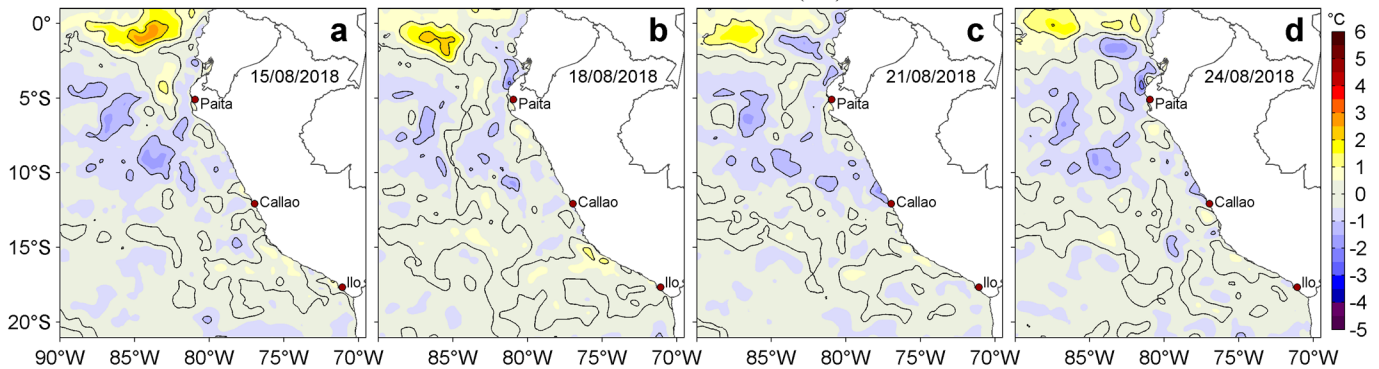 a
b
c
d
°C
15/08/2018
18/08/2018
21/08/2018
24/08/2018
Paita
Paita
Paita
Paita
Callao
Callao
Callao
Callao
Ilo
Ilo
Ilo
Ilo
0°
5°S
10°S
15°S
20°S
90°W 85°W 80°W 75°W 70°W
85°W 80°W 75°W 70°W
85°W 80°W 75°W 70°W
85°W 80°W 75°W 70°W
6
5
4
3
2
1
0
-1
-2
-3
-4
-5